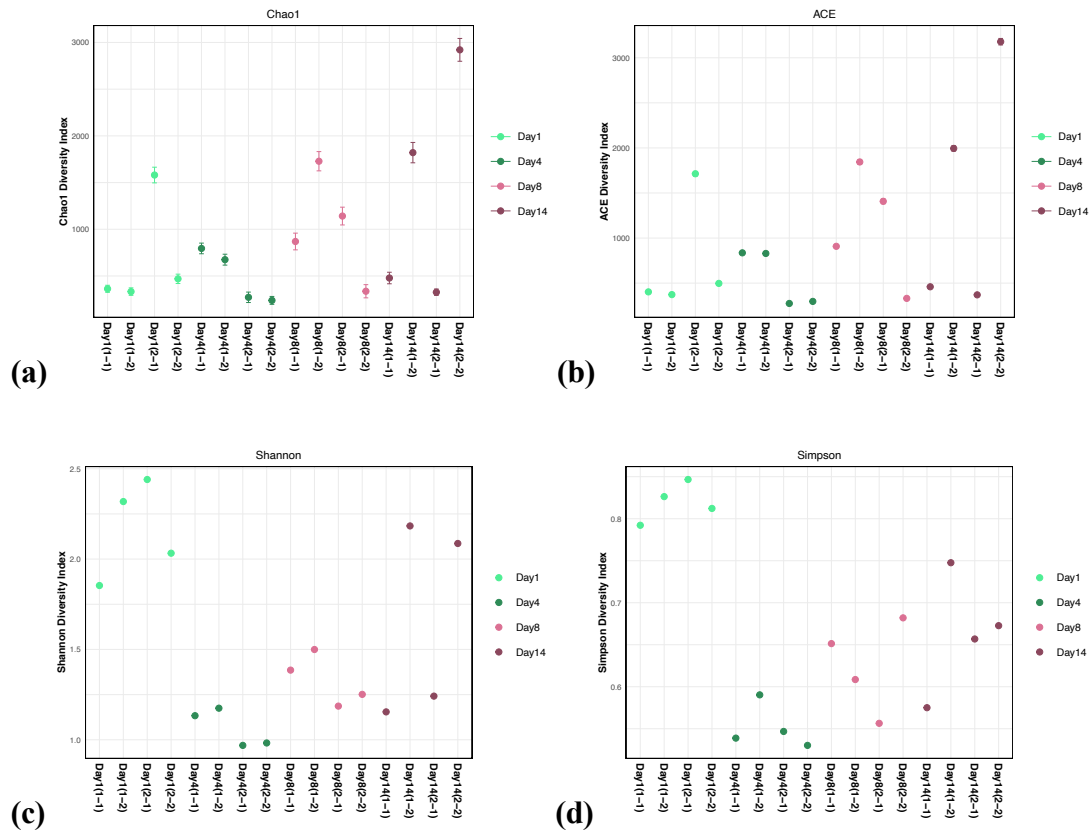 Chao1
Chao1 Diversity Index
3000
2000
1000
Day1(1−1)
Day1(1−2)
Day1(2−1)
Day1(2−2)
Day4(1−1)
Day4(1−2)
Day4(2−1)
Day4(2−2)
Day8(1−1)
Day8(1−2)
Day8(2−1)
Day8(2−2)
Day14(1−1)
Day14(1−2)
Day14(2−1)
Day14(2−2)
Day1
Day4
Day8
Day14
(a)
ACE
ACE Diversity Index
3000
2000
1000
Day1(1−1)
Day1(1−2)
Day1(2−1)
Day1(2−2)
Day4(1−1)
Day4(1−2)
Day4(2−1)
Day4(2−2)
Day8(1−1)
Day8(1−2)
Day8(2−1)
Day8(2−2)
Day14(1−1)
Day14(1−2)
Day14(2−1)
Day14(2−2)
Day1
Day4
Day8
Day14
(b)
Shannon
Shannon Diversity Index
2.5
2.0
1.5
1.0
Day1(1−1)
Day1(1−2)
Day1(2−1)
Day1(2−2)
Day4(1−1)
Day4(1−2)
Day4(2−1)
Day4(2−2)
Day8(1−1)
Day8(1−2)
Day8(2−1)
Day8(2−2)
Day14(1−1)
Day14(1−2)
Day14(2−1)
Day14(2−2)
Day1
Day4
Day8
Day14
(c)
Simpson
Simpson Diversity Index
0.8
0.7
0.6
Day1(1−1)
Day1(1−2)
Day1(2−1)
Day1(2−2)
Day4(1−1)
Day4(1−2)
Day4(2−1)
Day4(2−2)
Day8(1−1)
Day8(1−2)
Day8(2−1)
Day8(2−2)
Day14(1−1)
Day14(1−2)
Day14(2−1)
Day14(2−2)
Day1
Day4
Day8
Day14
(d)